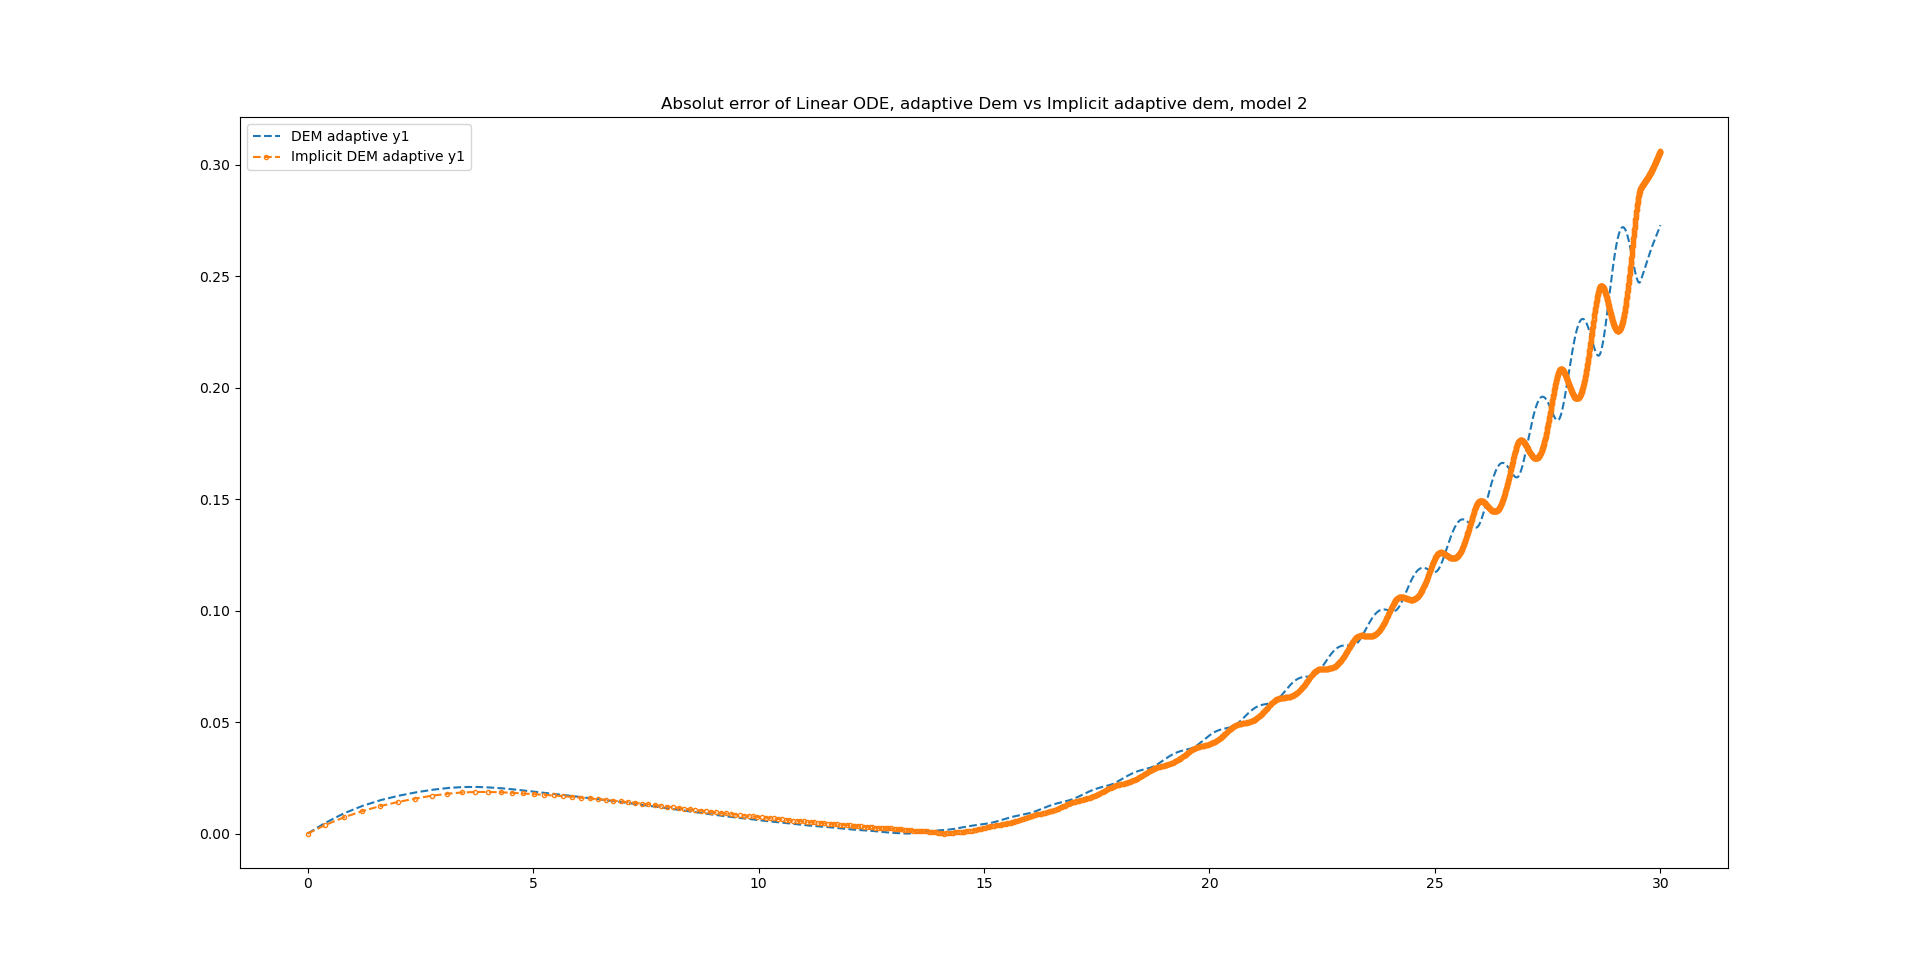 Absolut error of Linear ODE, adaptive Dem vs Implicit adaptive dem, model 2
DEM adaptive y1
Implicit DEM adaptive y1
0.30
0.25
0.20
0.15
0.10
0.05
0.00
0 5 10 15 20 25 30